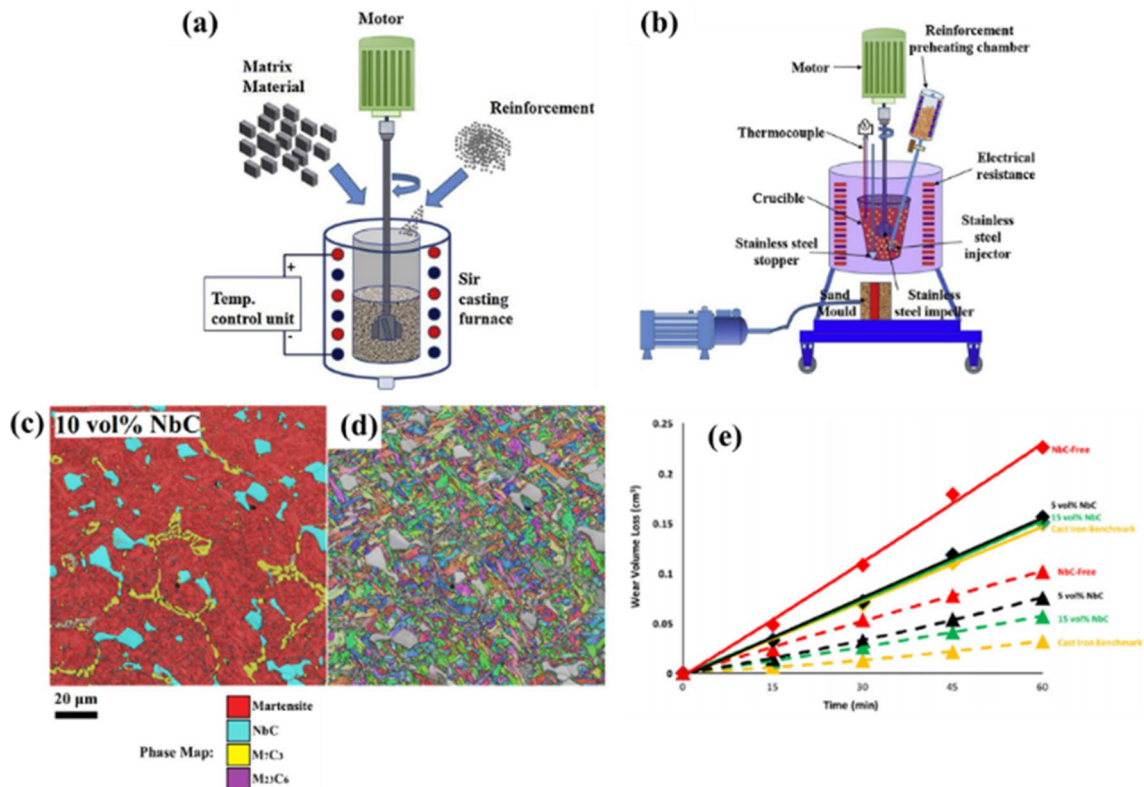 (a)
Motor
Matrix
Material
Reinforcement
+
Temp.
control unit
-
Sir
casting
furnace
(b)
Reinforcement
preheating chamber
Motor
Thermocouple
Electrical
resistance
Crucible
Stainless
steel
injector
Stainless steel
stopper
Sand
Mould
Stainless
steel impeller
(c)
10 vol% NbC
(d)
20 µm
Phase Map:
Martensite
NbC
M7C3
M23C6
(e)
Wear Volume Loss (cm³)
0.25
0.2
0.15
0.1
0.05
0
0
15
30
45
60
Time (min)
NbC-Free
5 vol% NbC
15 vol% NbC
Cast Iron Benchmark
NbC-Free
5 vol% NbC
15 vol% NbC
Cast Iron Benchmark